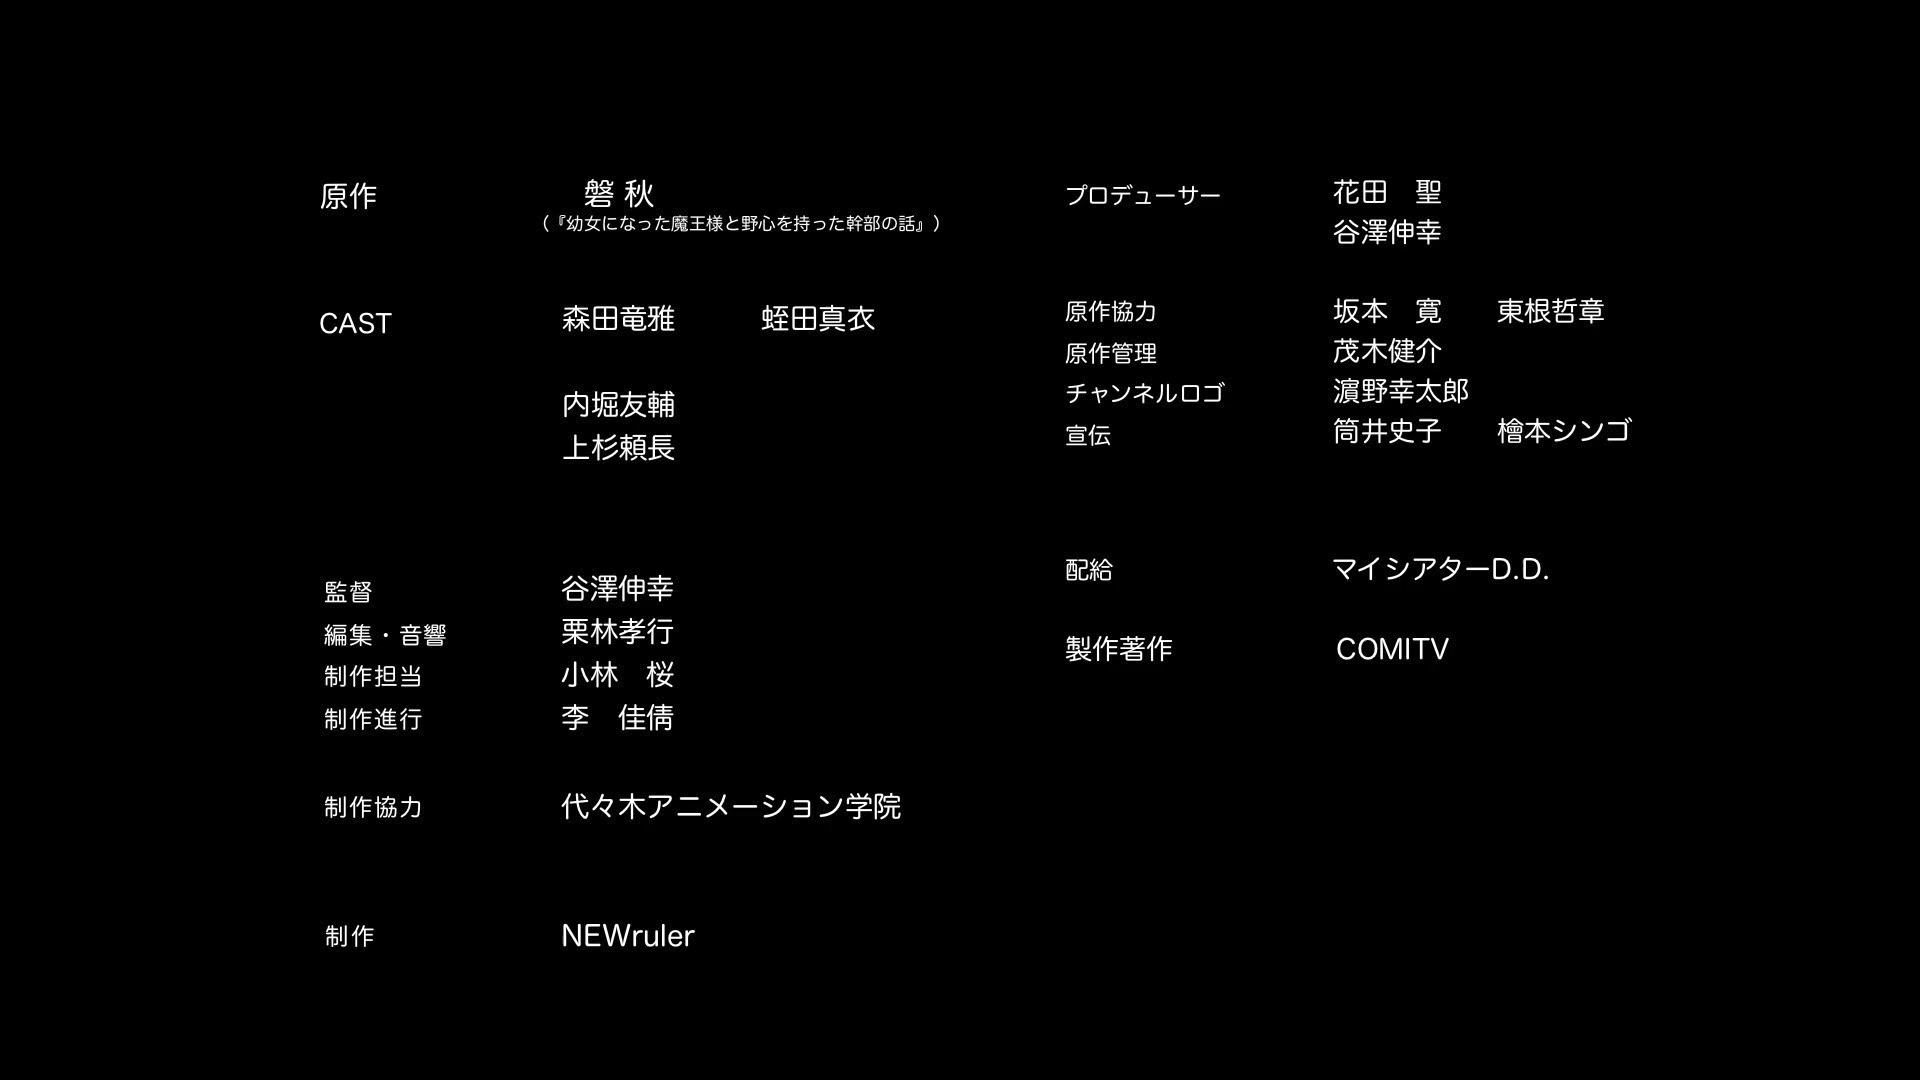 原作 磐 秋
(『幼女になった魔王様と野心を持った幹部の話』)
CAST 森田竜雅 蛭田真衣
内堀友輔
上杉頼長
監督 谷澤伸幸
編集・音響 栗林孝行
制作担当 小林 桜
制作進行 李 佳倩
制作協力 代々木アニメーション学院
制作 NEWruler
プロデューサー 花田 聖
谷澤伸幸
原作協力 坂本 寛 東根哲章
原作管理 茂木健介
チャンネルロゴ 濵野幸太郎
宣伝 筒井史子 檜本シンゴ
配給 マイシアターD.D.
製作著作 COMITV